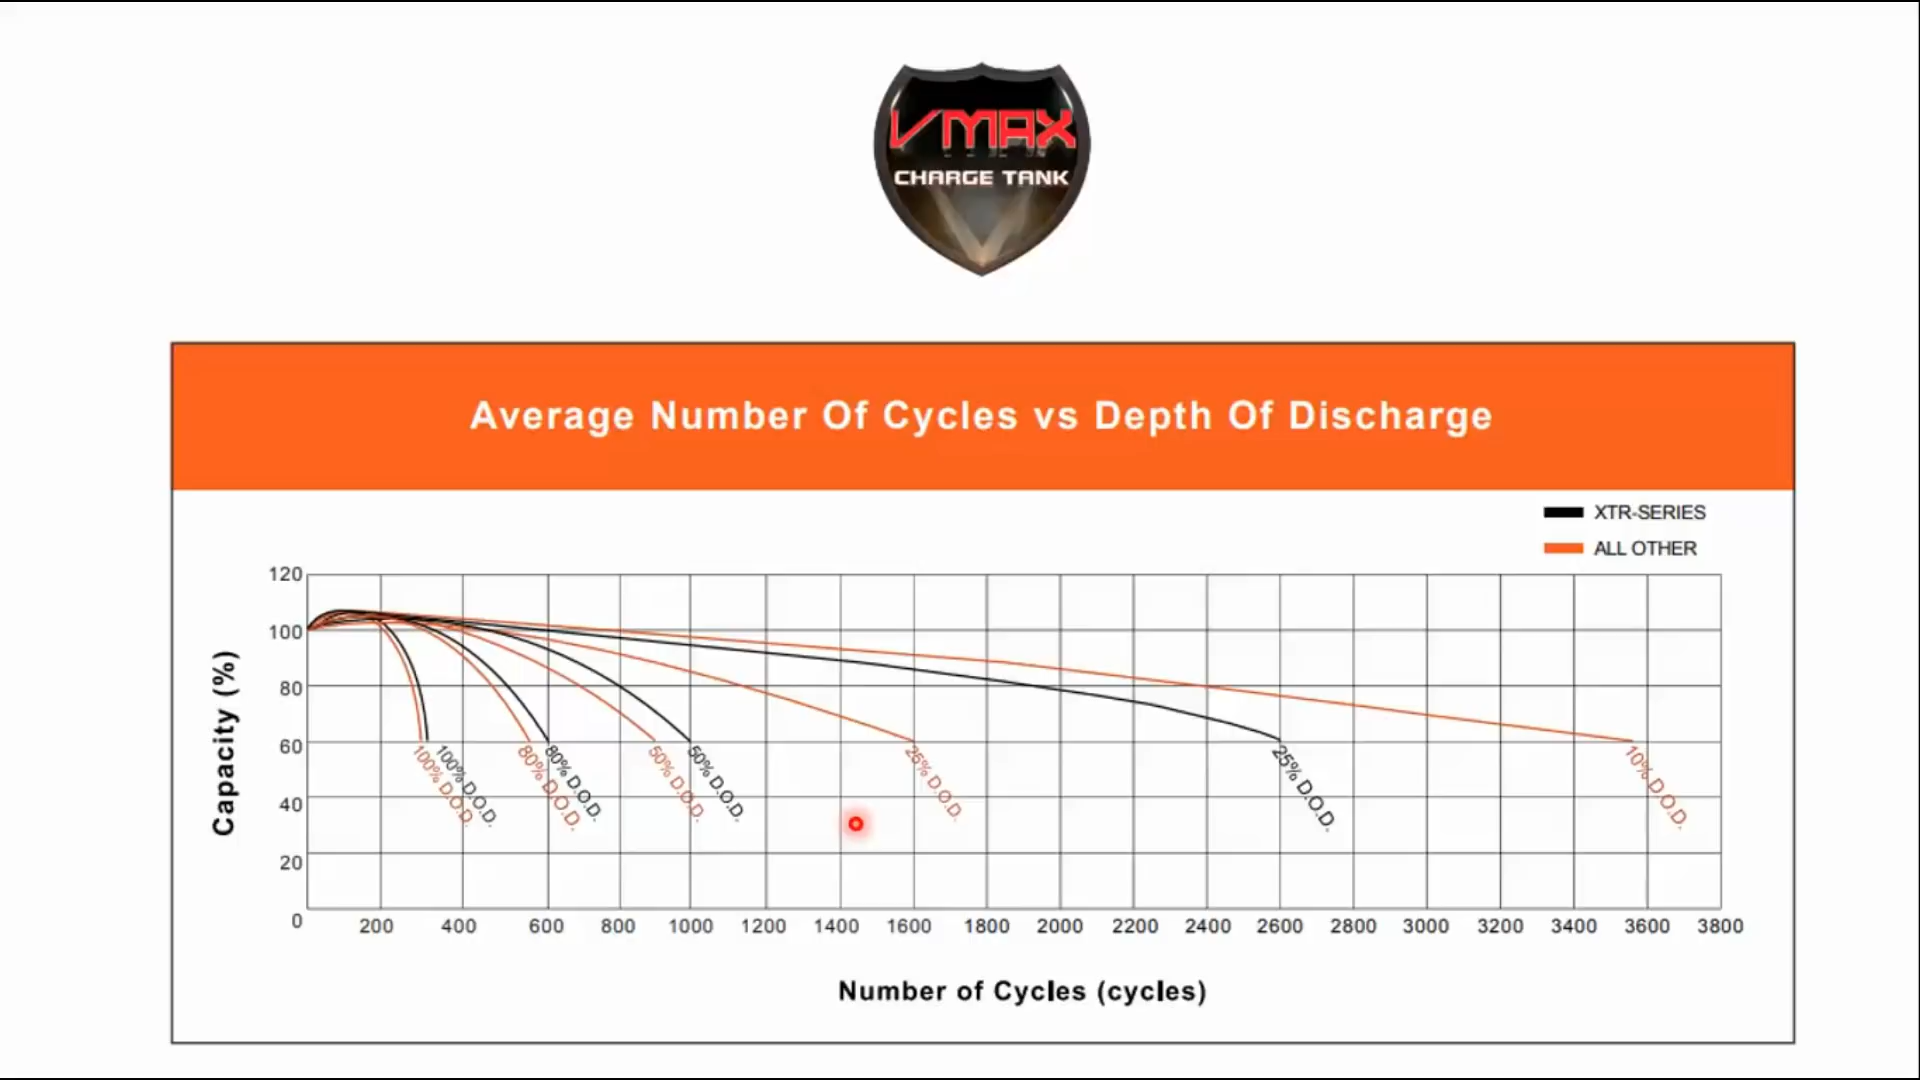 VMAX
CHARGE TANK
Average Number Of Cycles vs Depth Of Discharge
XTR-SERIES
ALL OTHER
120
100
80
60
40
20
0
Capacity (%)
100% D.O.D.
100% D.O.D.
80% D.O.D.
80% D.O.D.
50% D.O.D.
50% D.O.D.
25% D.O.D.
25% D.O.D.
10% D.O.D.
200 400 600 800 1000 1200 1400 1600 1800 2000 2200 2400 2600 2800 3000 3200 3400 3600 3800
Number of Cycles (cycles)